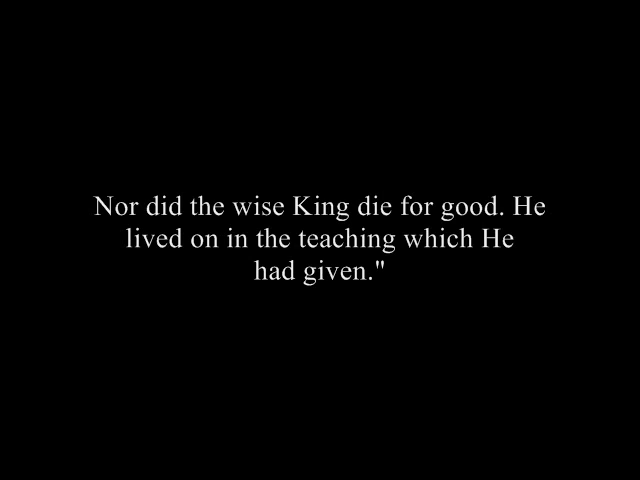 Nor did the wise King die for good. He
lived on in the teaching which He
had given."